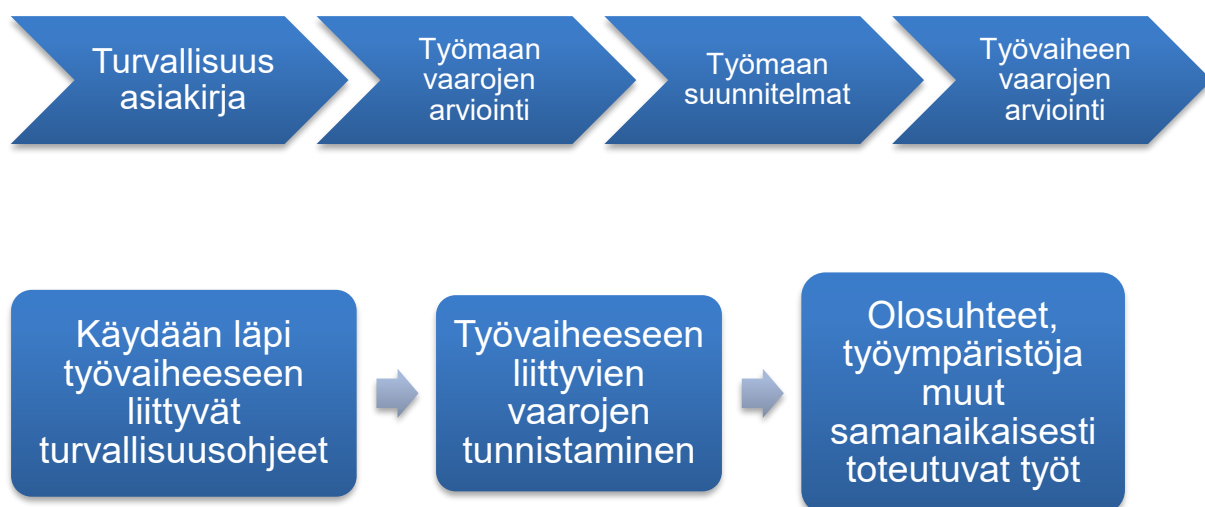 Turvallisuus
asiakirja
Työmaan
vaarojen
arviointi
Työmaan
suunnitelmat
Työvaiheen
vaarojen
arviointi
Käydään läpi
työvaiheeseen
liittyvät
turvallisuusohjeet
Työvaiheeseen
liittyvien
vaarojen
tunnistaminen
Olosuhteet,
työympäristöja
muut
samanaikaisesti
toteutuvat työt